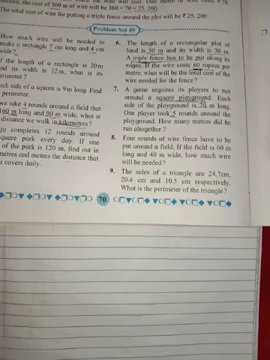 the cost of 360 m of wire will be 360 × 70 = 25,200.
The total cost of wire for putting a triple fence around the plot will be ₹ 25,200.
Problem Set 49
How much wire will be needed to
make a rectangle 7 cm long and 4 cm
wide?
If the length of a rectangle is 20 m
and its width is 12 m, what is its
perimeter?
Each side of a square is 9 m long. Find
perimeter.
we take 4 rounds around a field that
160 m long and 90 m wide, what is
distance we walk in kilometres?
completes 12 rounds around
square park every day. If one
of the park is 120 m, find out in
metres and metres the distance that
covers daily.
6. The length of a rectangular plot of
land is 50 m and its width is 30 m.
A triple fence has to be put along its
edges. If the wire costs 60 rupees per
metre, what will be the total cost of the
wire needed for the fence?
7. A game requires its players to run
around a square playground. Each
side of the playground is 20 m long.
One player took 5 rounds around the
playground. How many metres did he
run altogether?
8. Four rounds of wire fence have to be
put around a field. If the field is 60 m
long and 40 m wide, how much wire
will be needed?
9. The sides of a triangle are 24.7cm,
20.4 cm and 10.5 cm respectively.
What is the perimeter of the triangle?
70